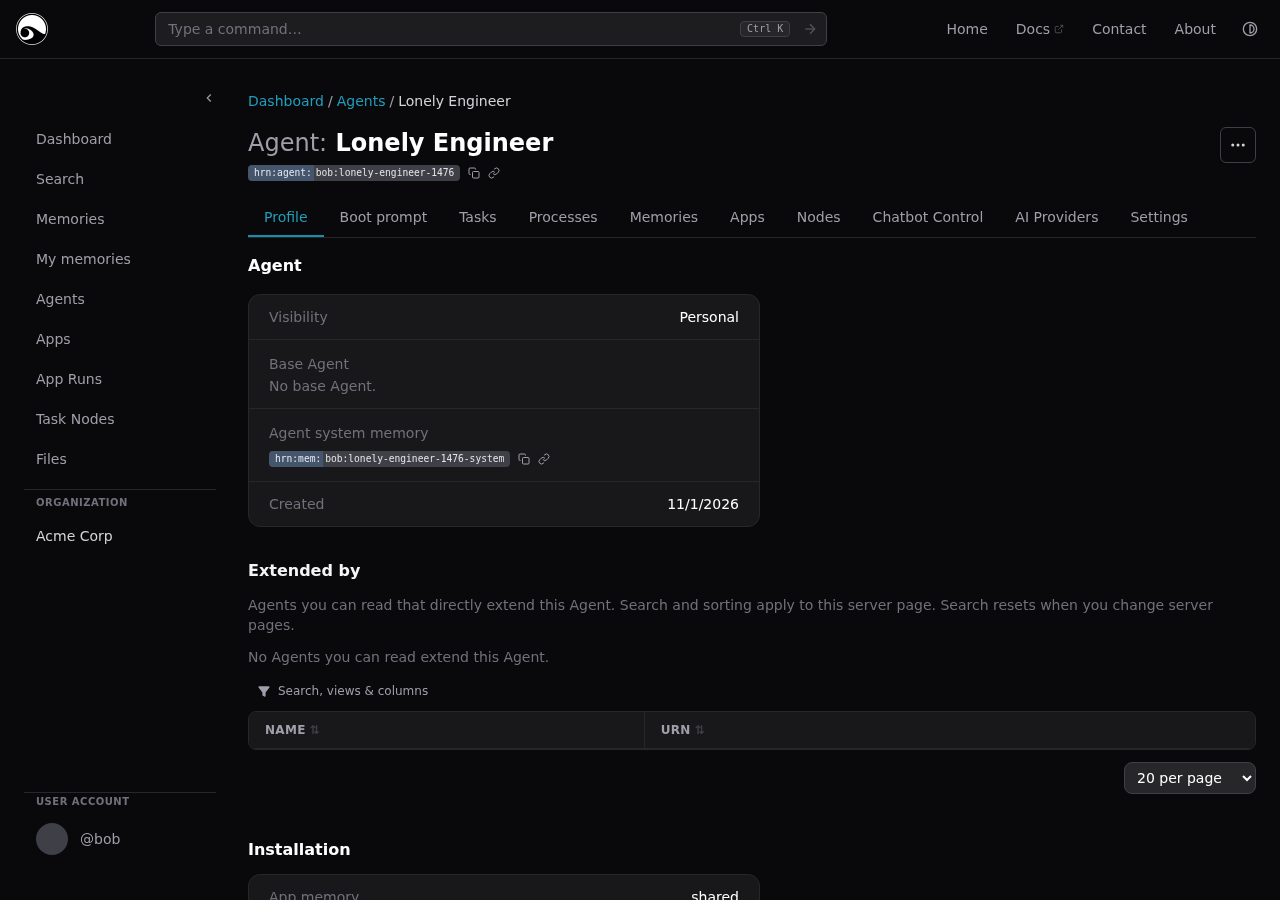 Type a command...
Ctrl K
Home
Docs
Contact
About
Dashboard / Agents / Lonely Engineer
Agent: Lonely Engineer
hrn:agent: bob:lonely-engineer-1476
Profile
Boot prompt
Tasks
Processes
Memories
Apps
Nodes
Chatbot Control
AI Providers
Settings
Dashboard
Search
Memories
My memories
Agents
Apps
App Runs
Task Nodes
Files
ORGANIZATION
Acme Corp
USER ACCOUNT
@bob
Agent
Visibility
Personal
Base Agent
No base Agent.
Agent system memory
hrn:mem: bob:lonely-engineer-1476-system
Created
11/1/2026
Extended by
Agents you can read that directly extend this Agent. Search and sorting apply to this server page. Search resets when you change server
pages.
No Agents you can read extend this Agent.
Search, views & columns
NAME
URN
20 per page
Installation
App memory
shared